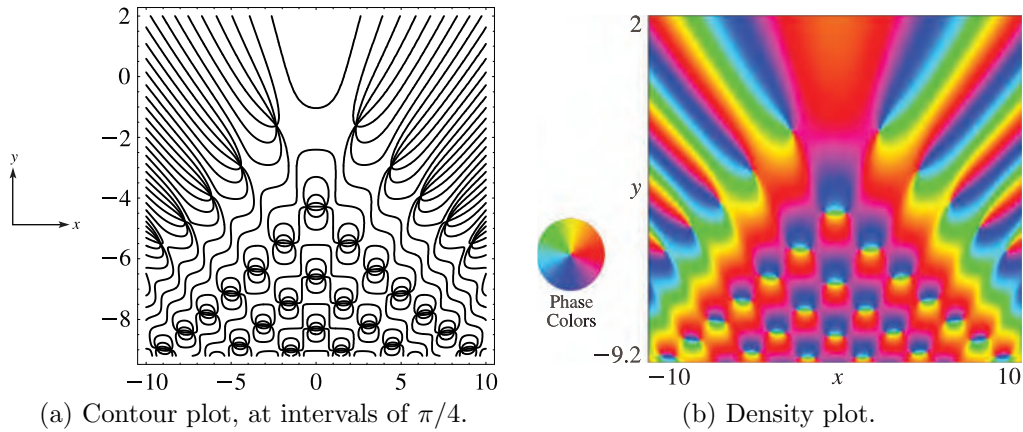 2
0
−2
−4
−6
−8
−10 −5 0 5 10
y
x
(a) Contour plot, at intervals of π/4.
2
y
−9.2
−10 x 10
Phase
Colors
(b) Density plot.